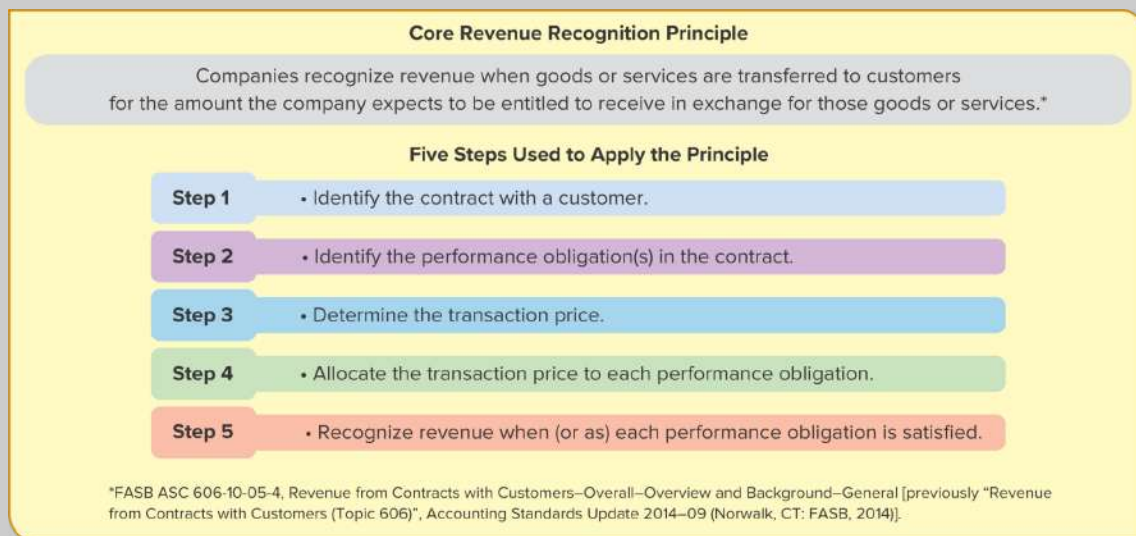 Core Revenue Recognition Principle
Companies recognize revenue when goods or services are transferred to customers
for the amount the company expects to be entitled to receive in exchange for those goods or services.*
Five Steps Used to Apply the Principle
Step 1 • Identify the contract with a customer.
Step 2 • Identify the performance obligation(s) in the contract.
Step 3 • Determine the transaction price.
Step 4 • Allocate the transaction price to each performance obligation.
Step 5 • Recognize revenue when (or as) each performance obligation is satisfied.
*FASB ASC 606-10-05-4, Revenue from Contracts with Customers–Overall–Overview and Background–General [previously “Revenue
from Contracts with Customers (Topic 606)”, Accounting Standards Update 2014–09 (Norwalk, CT: FASB, 2014)].